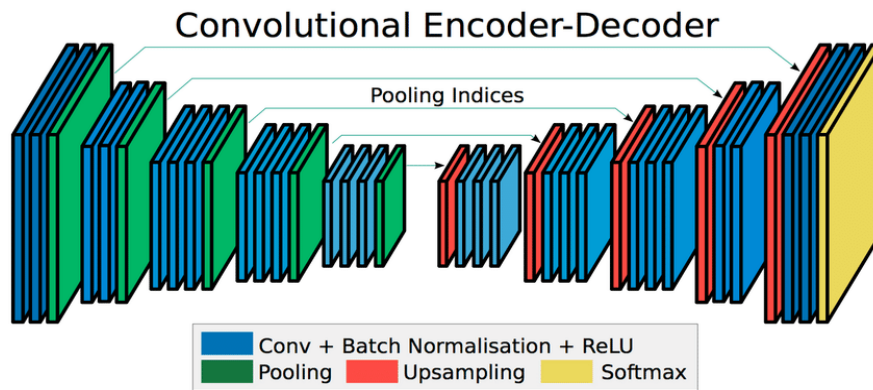 Convolutional Encoder-Decoder
Pooling Indices
Conv + Batch Normalisation + ReLU
Pooling Upsampling Softmax